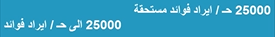 25000 حـ / ايراد فوائد مستحقة
25000 الى حـ / ايراد فوائد